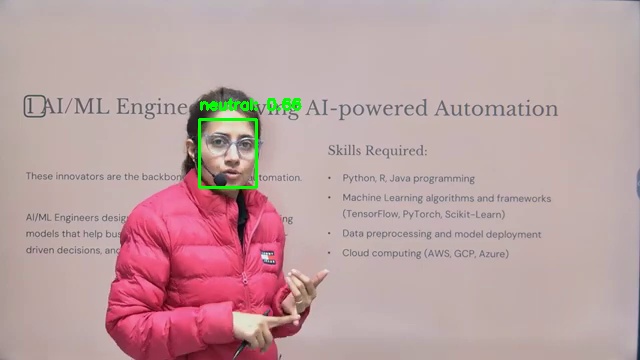 1 AI/ML Engine ving AI-powered Automation
neutral: 0.66
Skills Required:
These innovators are the backbon automation.
• Python, R, Java programming
• Machine Learning algorithms and frameworks
(TensorFlow, PyTorch, Scikit-Learn)
AI/ML Engineers desig ing
models that help bus
driven decisions, and
• Data preprocessing and model deployment
• Cloud computing (AWS, GCP, Azure)